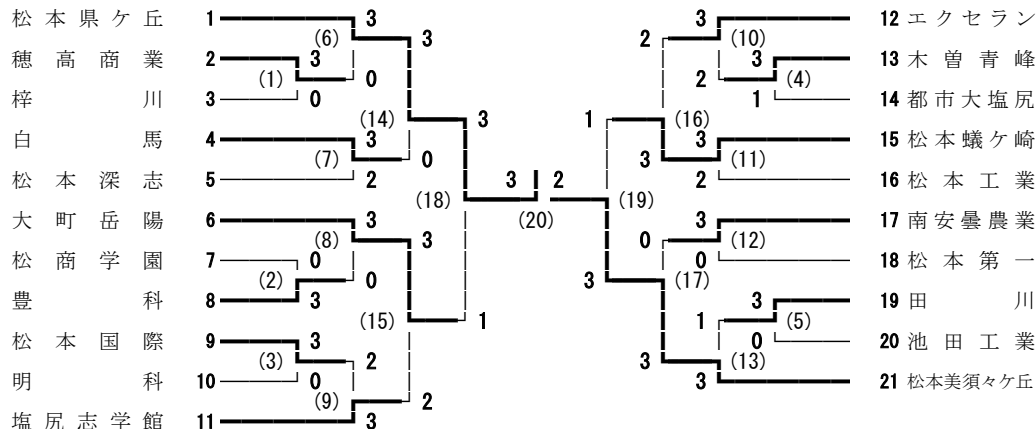 松本県ケ丘 1 3 3 12 エクセラン
(6) 2 (10)
穂高商業 2 3 3 13 木曽青峰
(1) 0 2 (4)
梓川 3 0 1 14 都市大塩尻
(14) 3 1 (16)
白馬 4 3 3 15 松本蟻ケ崎
(7) 0 3 (11)
松本深志 5 2 2 16 松本工業
(18) 3 2 (19)
(20)
大町岳陽 6 3 3 17 南安曇農業
(8) 3 0 (12)
松商学園 7 0 0 18 松本第一
(2) 0 3 (17)
豊科 8 3 3 19 田川
(15) 1 1 (5)
松本国際 9 3 0 20 池田工業
(3) 2 3 (13)
明科 10 0 3 21 松本美須々ケ丘
(9) 2
塩尻志学館 11 3